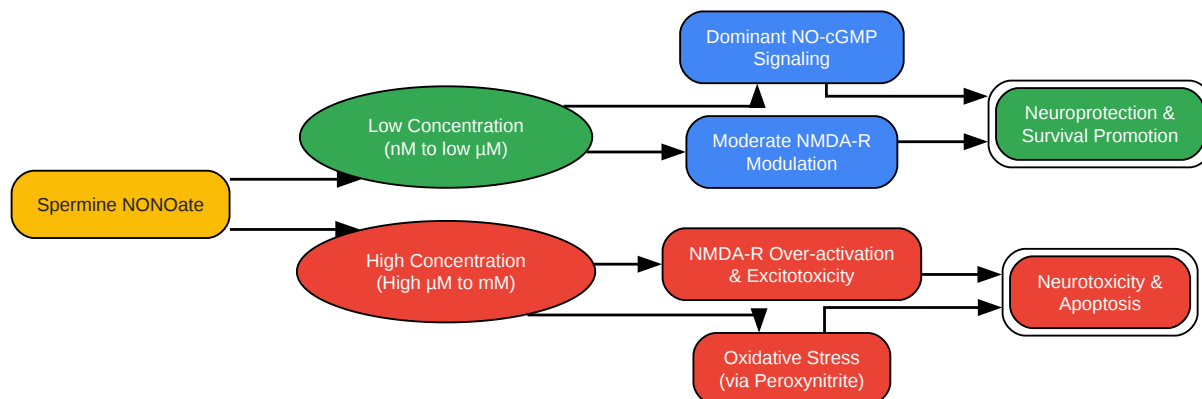 Spermine NONOate
Low Concentration
(nM to low µM)
High Concentration
(High µM to mM)
Dominant NO-cGMP
Signaling
Moderate NMDA-R
Modulation
NMDA-R Over-activation
& Excitotoxicity
Oxidative Stress
(via Peroxynitrite)
Neuroprotection &
Survival Promotion
Neurotoxicity &
Apoptosis